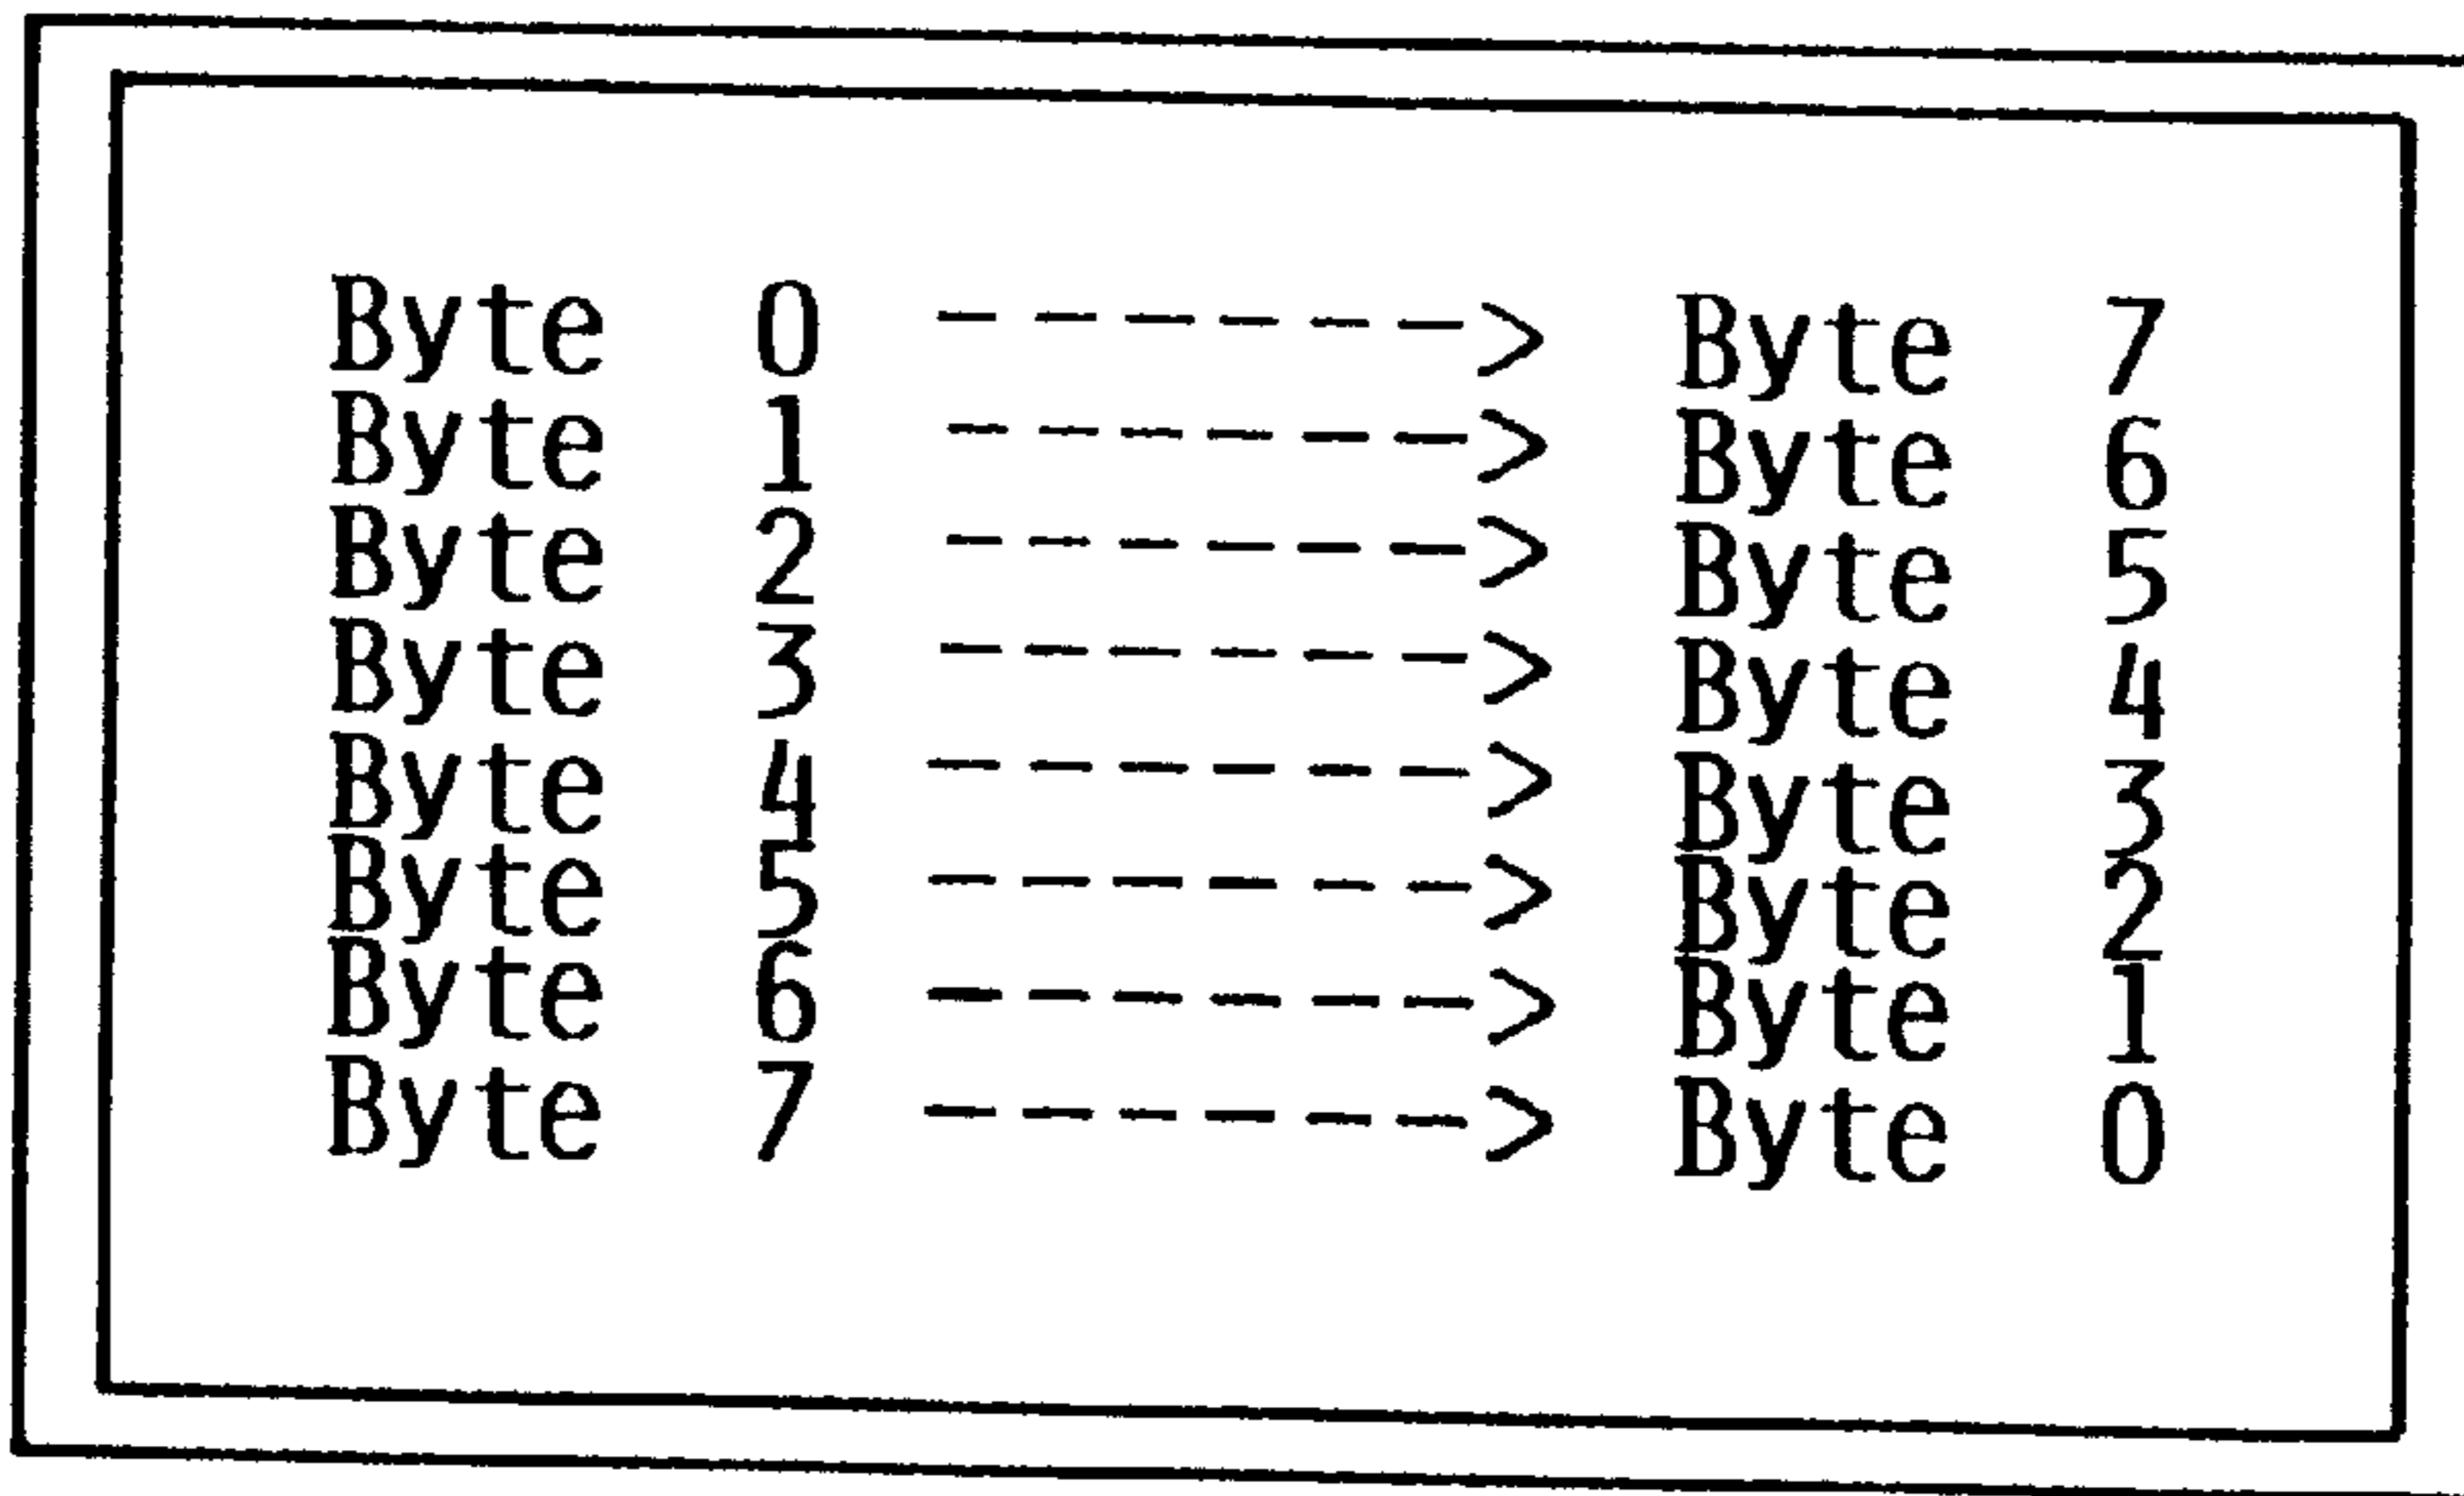 Byte 0 ------> Byte 7
Byte 1 ------> Byte 6
Byte 2 ------> Byte 5
Byte 3 ------> Byte 4
Byte 4 ------> Byte 3
Byte 5 ------> Byte 2
Byte 6 ------> Byte 1
Byte 7 ------> Byte 0